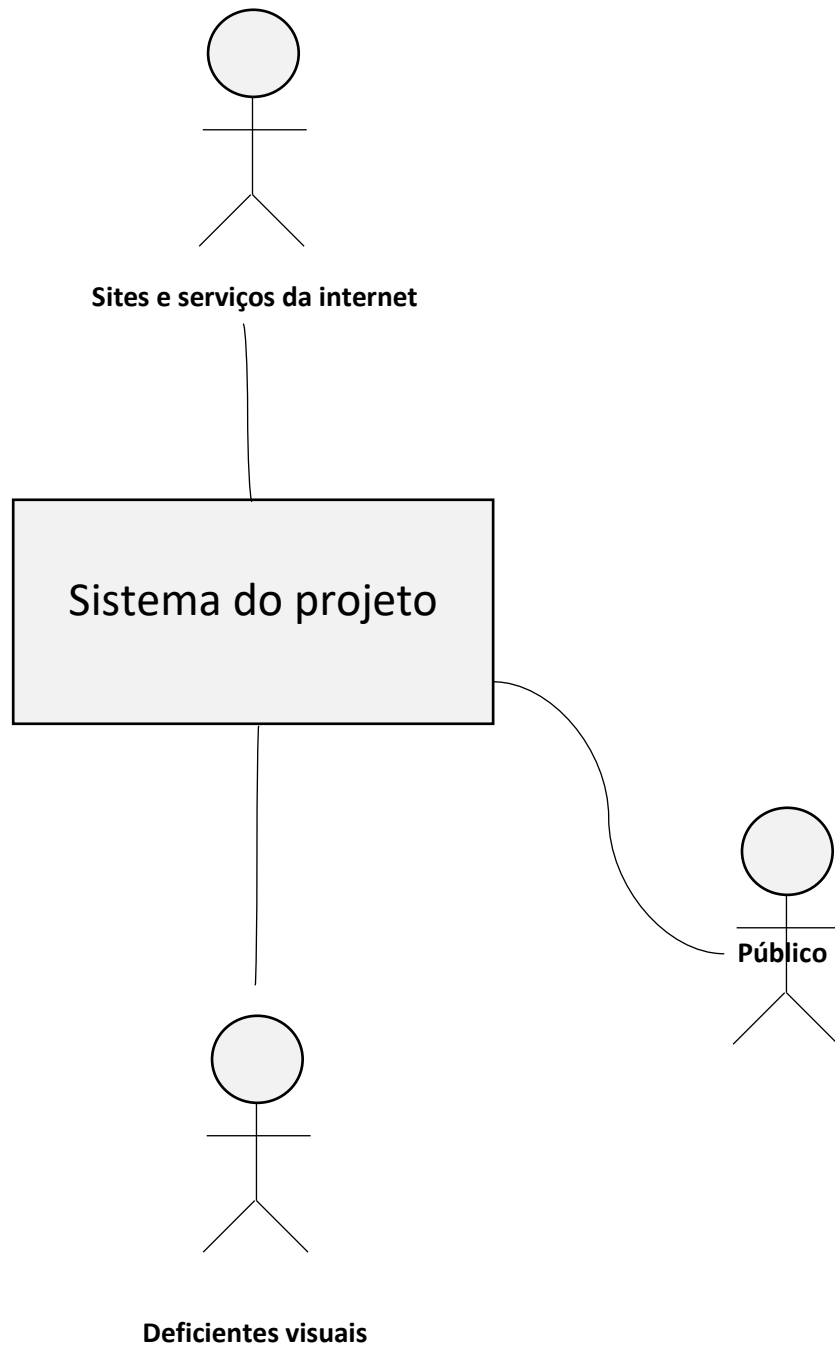 Sites e serviços da internet
Sistema do projeto
Público
Deficientes visuais